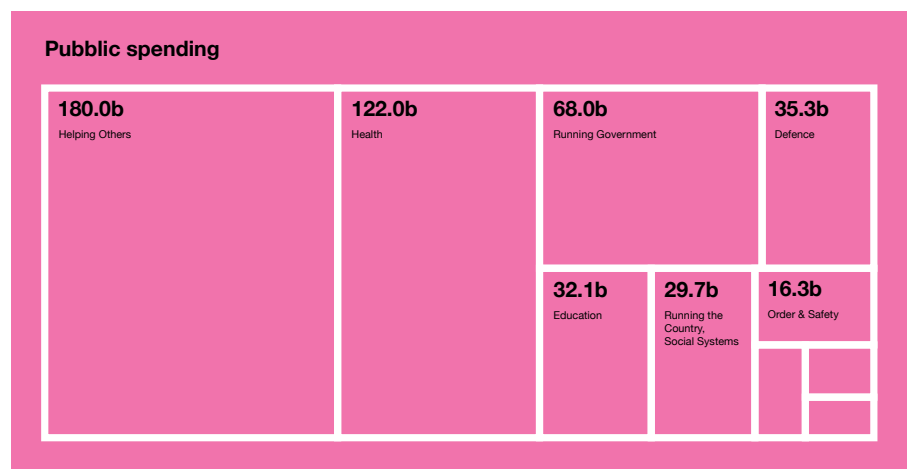 Pubblic spending
180.0b
Helping Others
122.0b
Health
68.0b
Running Government
35.3b
Defence
32.1b
Education
29.7b
Running the
Country,
Social Systems
16.3b
Order & Safety